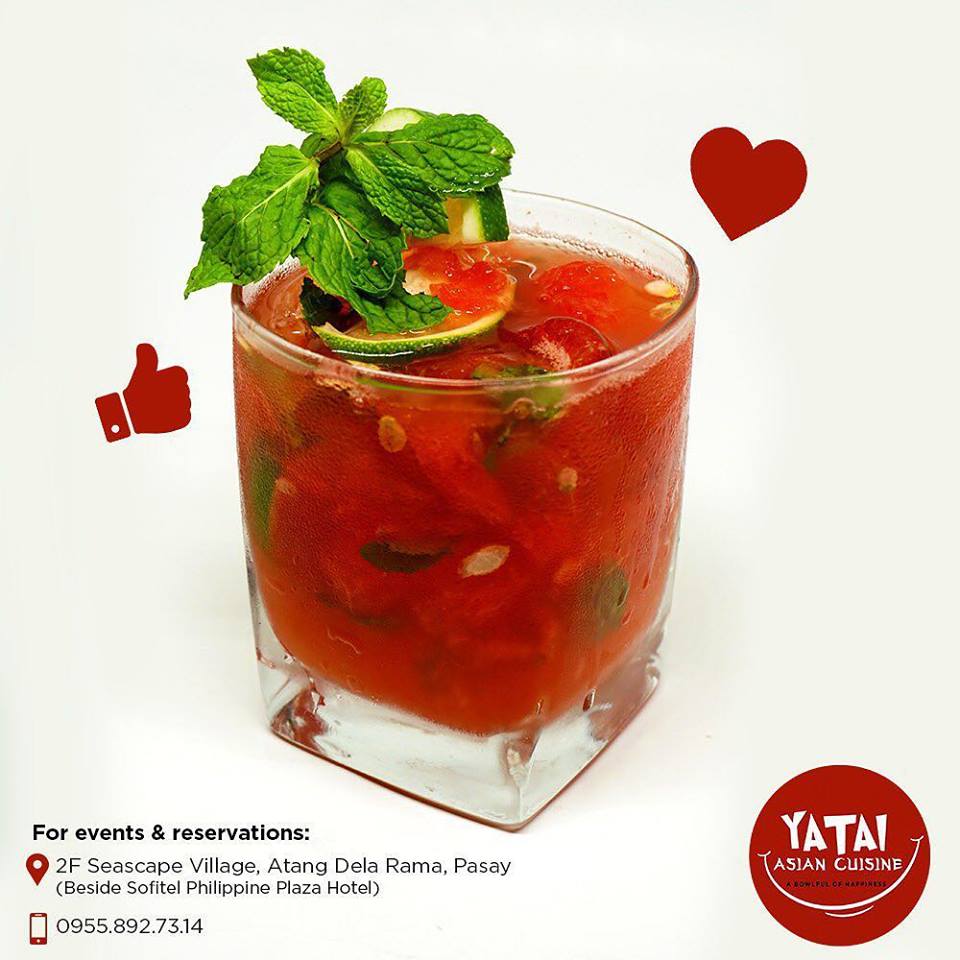 For events & reservations:
2F Seascape Village, Atang Dela Rama, Pasay
(Beside Sofitel Philippine Plaza Hotel)
0955.892.73.14
YATAI
ASIAN CUISINE
A BOWLFUL OF HAPPINESS